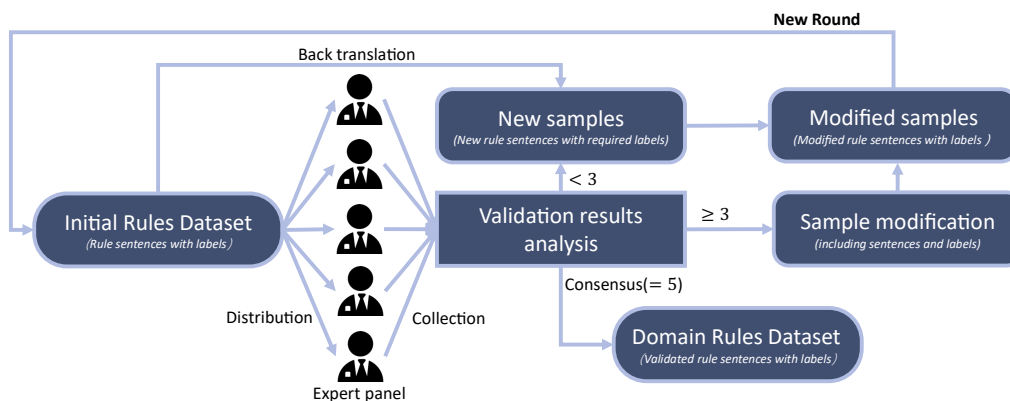 New Round
Back translation
New samples
(New rule sentences with required labels)
Modified samples
(Modified rule sentences with labels )
< 3
Initial Rules Dataset
(Rule sentences with labels)
Validation results
analysis
≥ 3
Sample modification
(including sentences and labels)
Consensus(= 5)
Distribution
Collection
Domain Rules Dataset
(Validated rule sentences with labels)
Expert panel